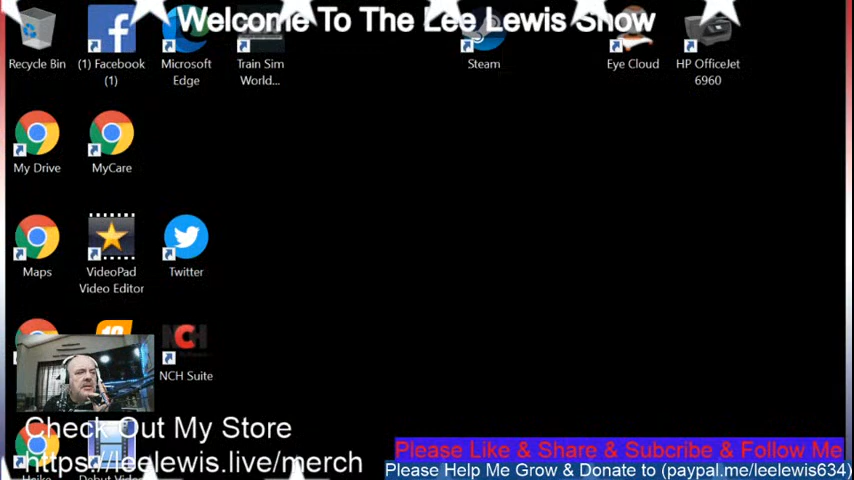 Welcome To The Lee Lewis Show
Recycle Bin
(1) Facebook
(1)
Microsoft
Edge
Train Sim
World...
Steam
Eye Cloud
HP OfficeJet
6960
My Drive
MyCare
Maps
VideoPad
Video Editor
Twitter
NCH
NCH Suite
Check Out My Store
https://leelewis.live/merch
Please Like & Share & Subcribe & Follow Me
Please Help Me Grow & Donate to (paypal.me/leelewis634)